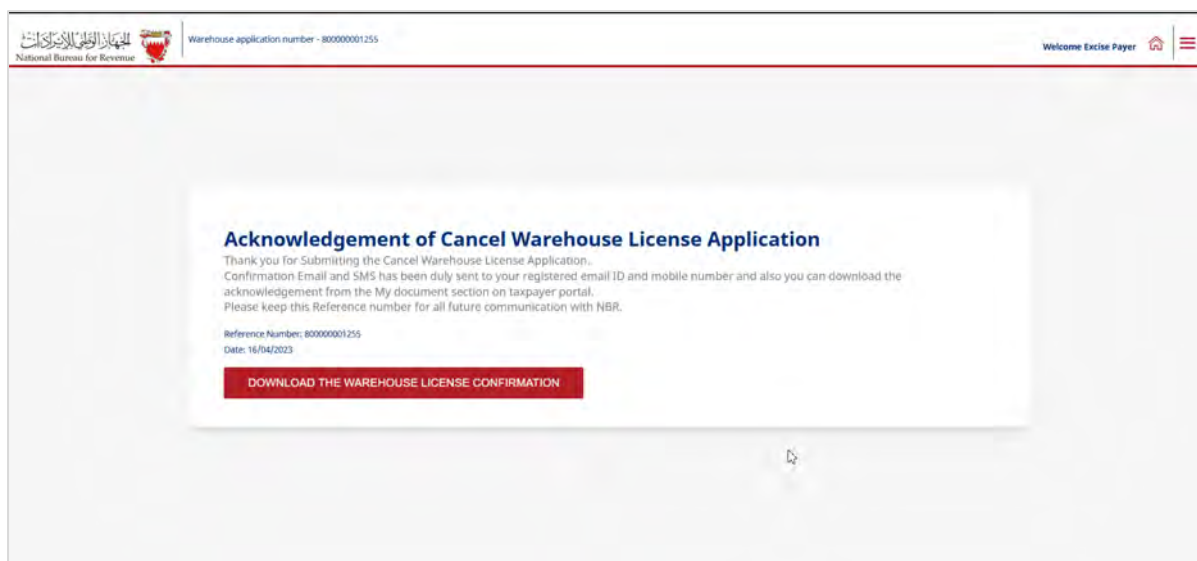 الجهاز الوطني للإيرادات
National Bureau for Revenue
Warehouse application number - 800000001255
Welcome Excise Payer
Acknowledgement of Cancel Warehouse License Application
Thank you for Submiiting the Cancel Warehouse License Application.
Confirmation Email and SMS has been duly sent to your registered email ID and mobile number and also you can download the
acknowledgement from the My document section on taxpayer portal.
Please keep this Reference number for all future communication with NBR.
Reference Number: 800000001255
Date: 16/04/2023
DOWNLOAD THE WAREHOUSE LICENSE CONFIRMATION